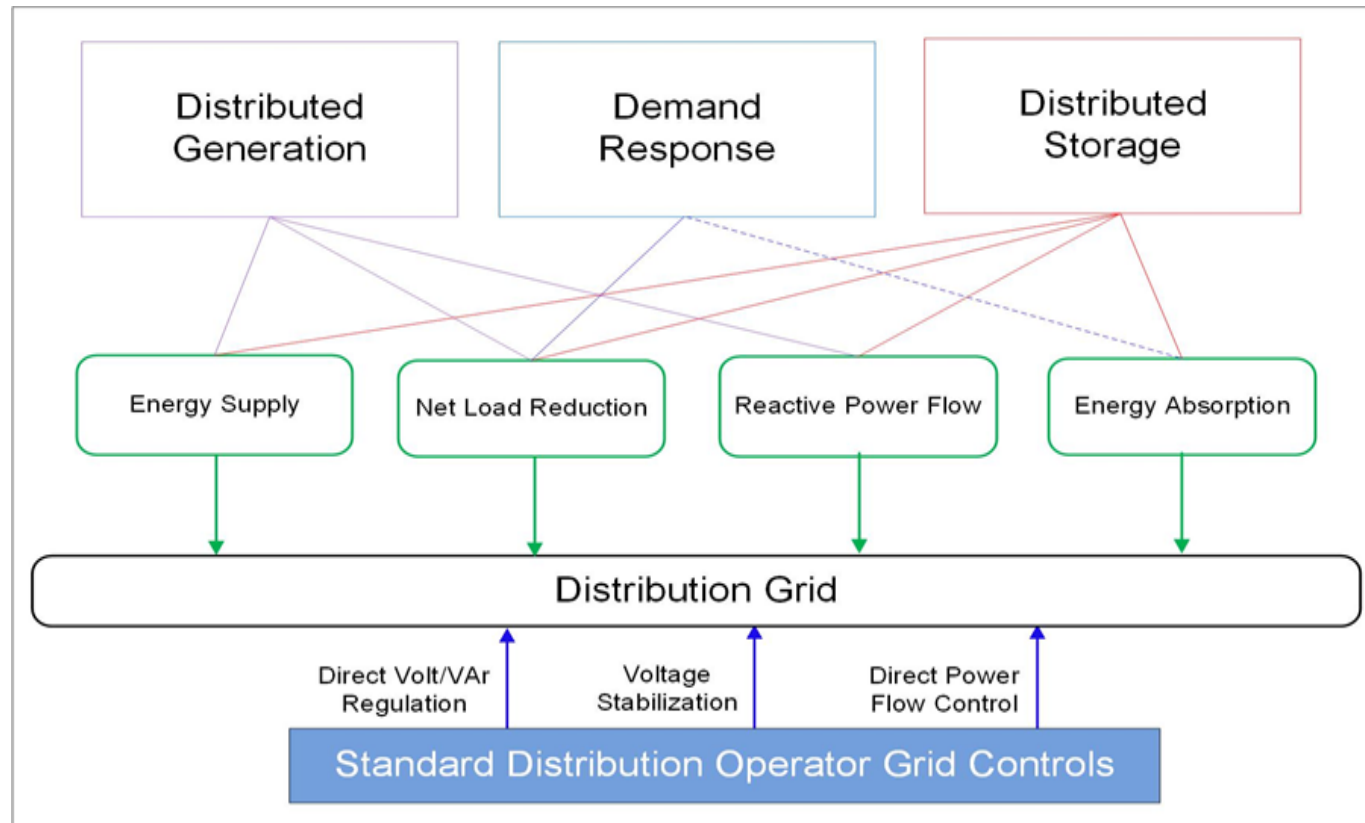 Distributed
Generation
Demand
Response
Distributed
Storage
Energy Supply
Net Load Reduction
Reactive Power Flow
Energy Absorption
Distribution Grid
Direct Volt/VAr
Regulation
Voltage
Stabilization
Direct Power
Flow Control
Standard Distribution Operator Grid Controls